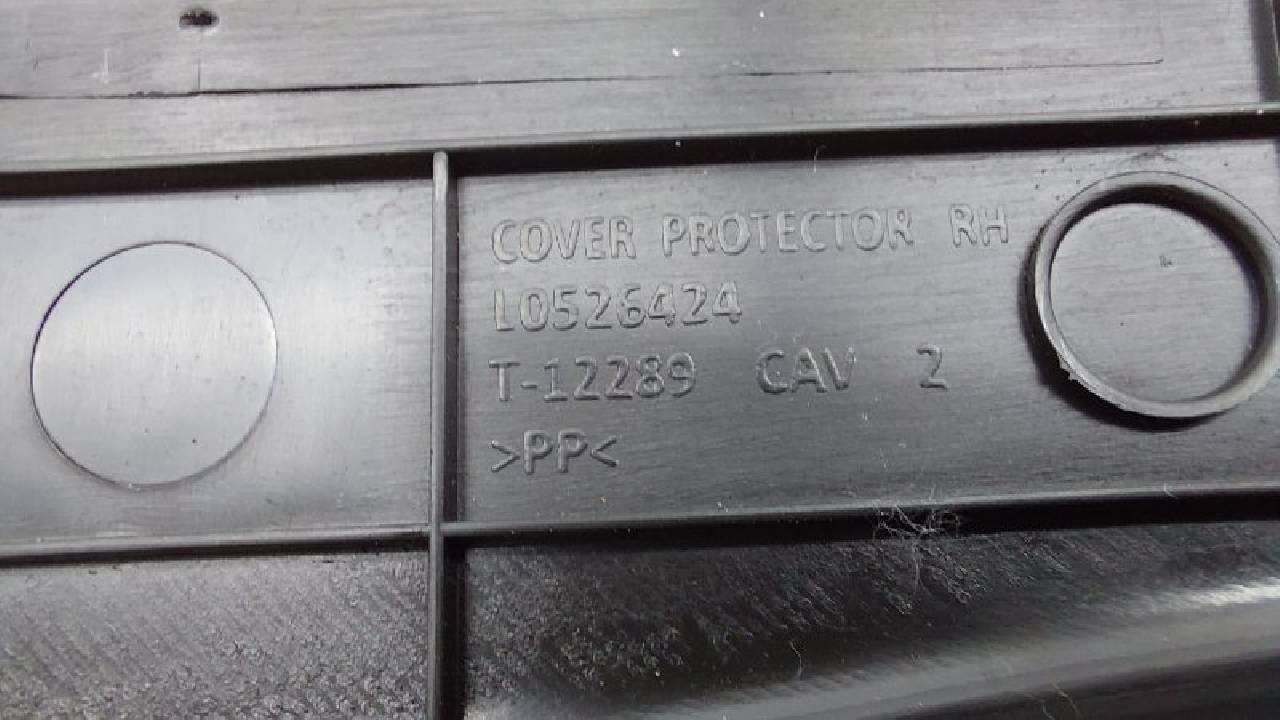 COVER PROTECTOR RH
L0526424
T-12289 CAV 2
>PP<